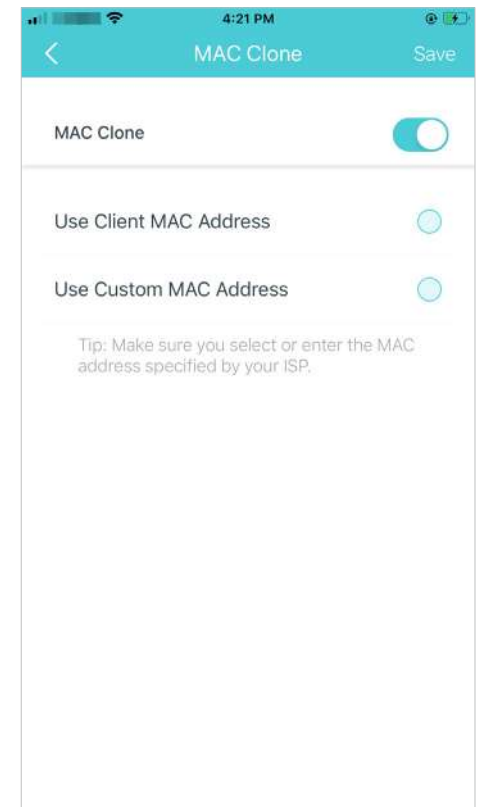 4:21 PM
MAC Clone
Save
MAC Clone
Use Client MAC Address
Use Custom MAC Address
Tip: Make sure you select or enter the MAC
address specified by your ISP.